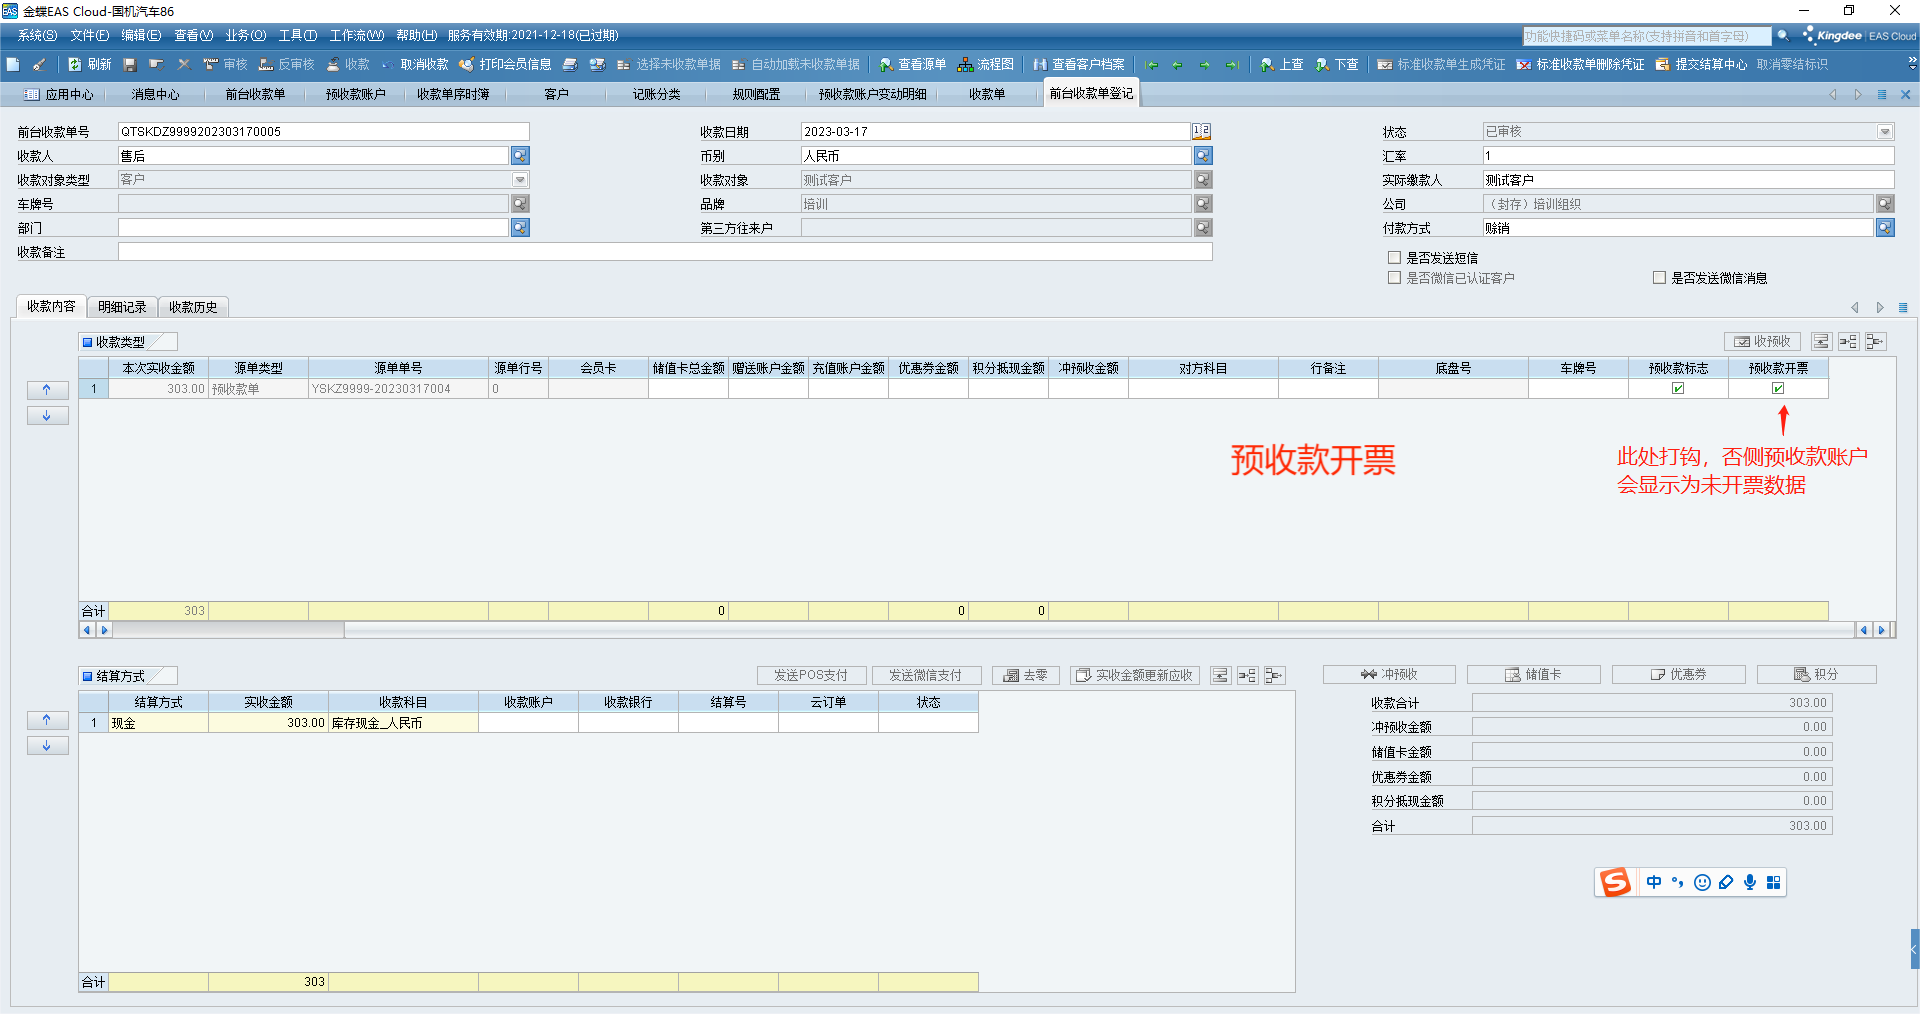 金蝶EAS Cloud-国机汽车86
系统(S) 文件(F) 编辑(E) 查看(V) 业务(O) 工具(T) 工作流(W) 帮助(H) 服务有效期:2021-12-18(已过期) 功能快捷码或菜单名称(支持拼音和首字母) Kingdee EAS Cloud
刷新 审核 反审核 收款 取消收款 打印会员信息 选择未收款单据 自动加载未收款单据 查看源单 流程图 查看客户档案 上查 下查 标准收款单生成凭证 标准收款单删除凭证 提交结算中心 取消零结标识
应用中心 消息中心 前台收款单 预收款账户 收款单序时簿 客户 记账分类 规则配置 预收款账户变动明细 收款单 前台收款单登记
前台收款单号 QTSKDZ9999202303170005 收款日期 2023-03-17 状态 已审核
收款人 售后 币别 人民币 汇率 1
收款对象类型 客户 收款对象 测试客户 实际缴款人 测试客户
车牌号 品牌 培训 公司 （封存）培训组织
部门 第三方往来户 付款方式 赊销
收款备注
是否发送短信
是否微信已认证客户 是否发送微信消息
收款内容 明细记录 收款历史
收款类型 收预收
本次实收金额 源单类型 源单单号 源单行号 会员卡 储值卡总金额 赠送账户金额 充值账户金额 优惠券金额 积分抵现金额 冲预收金额 对方科目 行备注 底盘号 车牌号 预收款标志 预收款开票
1 303.00 预收款单 YSKZ9999-20230317004 0
预收款开票
此处打钩，否侧预收款账户
会显示为未开票数据
合计 303 0 0 0
结算方式 发送POS支付 发送微信支付 去零 实收金额更新应收 冲预收 储值卡 优惠券 积分
结算方式 实收金额 收款科目 收款账户 收款银行 结算号 云订单 状态
1 现金 303.00 库存现金_人民币
收款合计 303.00
冲预收金额 0.00
储值卡金额 0.00
优惠券金额 0.00
积分抵现金额 0.00
合计 303.00
中
合计 303